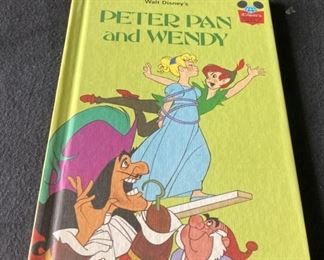 Walt Disney's
PETER PAN
and WENDY